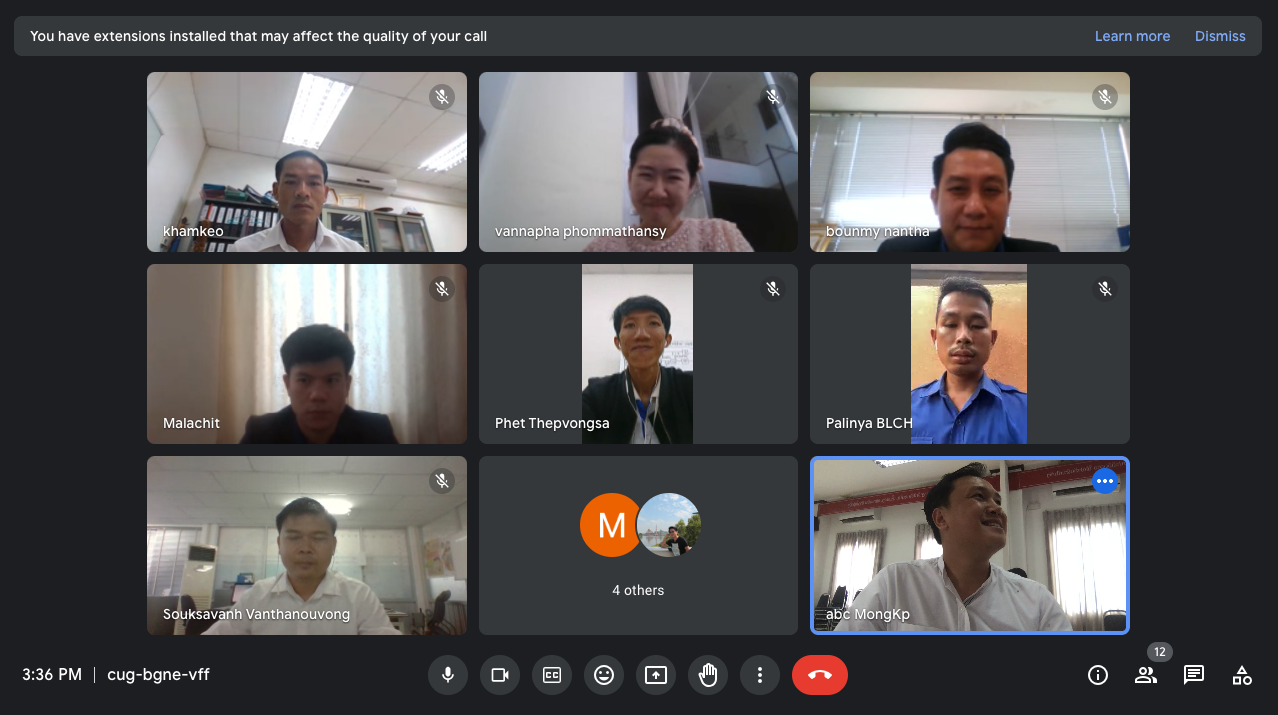 You have extensions installed that may affect the quality of your call
Learn more
Dismiss
khamkeo
vannapha phommathansy
bounmy nantha
Malachit
Phet Thepvongsa
Palinya BLCH
Souksavanh Vanthanouvong
M
4 others
abc MongKp
3:36 PM
cug-bgne-vff
CC
12